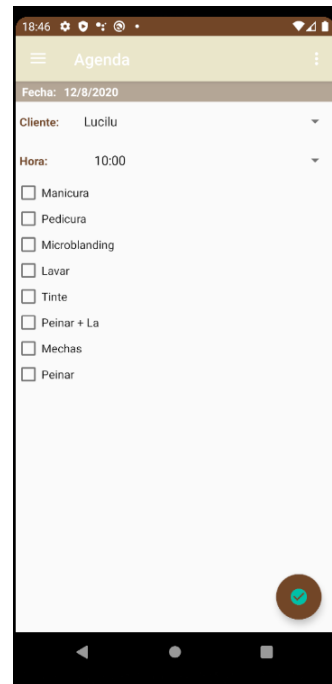 18:46
Agenda
Fecha: 12/8/2020
Cliente: Lucilu
Hora: 10:00
Manicura
Pedicura
Microblanding
Lavar
Tinte
Peinar + La
Mechas
Peinar